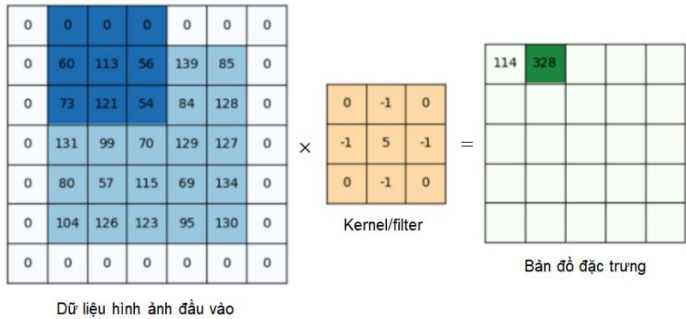 0 0 0 0 0 0 0
0 60 113 56 139 85 0
0 73 121 54 84 128 0
0 131 99 70 129 127 0
0 80 57 115 69 134 0
0 104 126 123 95 130 0
0 0 0 0 0 0 0
Dữ liệu hình ảnh đầu vào
×
0 -1 0
-1 5 -1
0 -1 0
Kernel/filter
=
114 328
Bản đồ đặc trưng